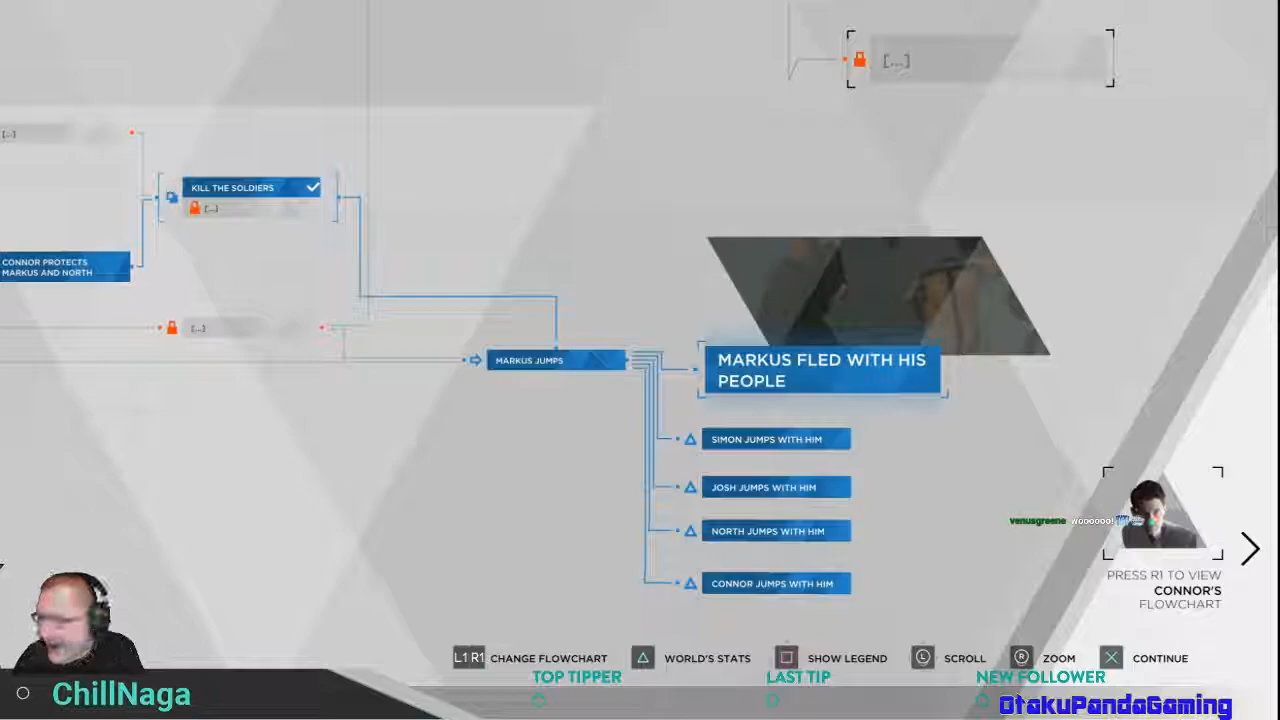 [...]
[...]
KILL THE SOLDIERS
[...]
CONNOR PROTECTS
MARKUS AND NORTH
[...]
MARKUS JUMPS
MARKUS FLED WITH HIS
PEOPLE
SIMON JUMPS WITH HIM
JOSH JUMPS WITH HIM
NORTH JUMPS WITH HIM
CONNOR JUMPS WITH HIM
venusgreene woooooo!
PRESS R1 TO VIEW
CONNOR'S
FLOWCHART
L1 R1 CHANGE FLOWCHART WORLD'S STATS SHOW LEGEND L SCROLL R ZOOM CONTINUE
TOP TIPPER LAST TIP NEW FOLLOWER
ChillNaga
OtakuPandaGaming